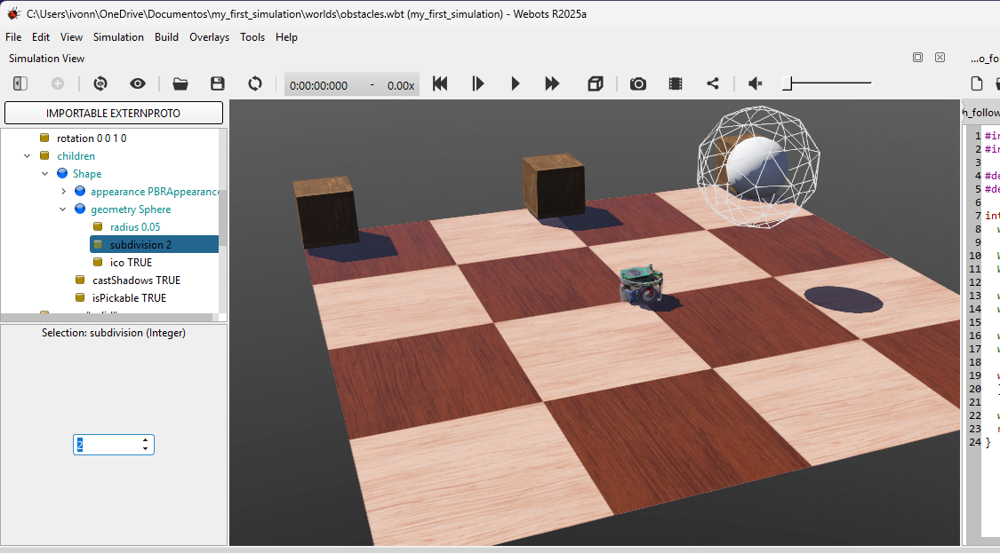 C:\Users\ivonn\OneDrive\Documentos\my_first_simulation\worlds\obstacles.wbt (my_first_simulation) - Webots R2025a
File Edit View Simulation Build Overlays Tools Help
Simulation View
...o_fo
0:00:00:000 - 0.00x
IMPORTABLE EXTERNPROTO
rotation 0 0 1 0
children
Shape
appearance PBRAppearance
geometry Sphere
radius 0.05
subdivision 2
ico TRUE
castShadows TRUE
isPickable TRUE
Selection: subdivision (Integer)
2
h_follow
1 #i
2 #i
3
4 #de
5 #de
6
7 int
8
9
10
11
12
13
14
15
16
17
18
19
20 }
21
22
23
24 }